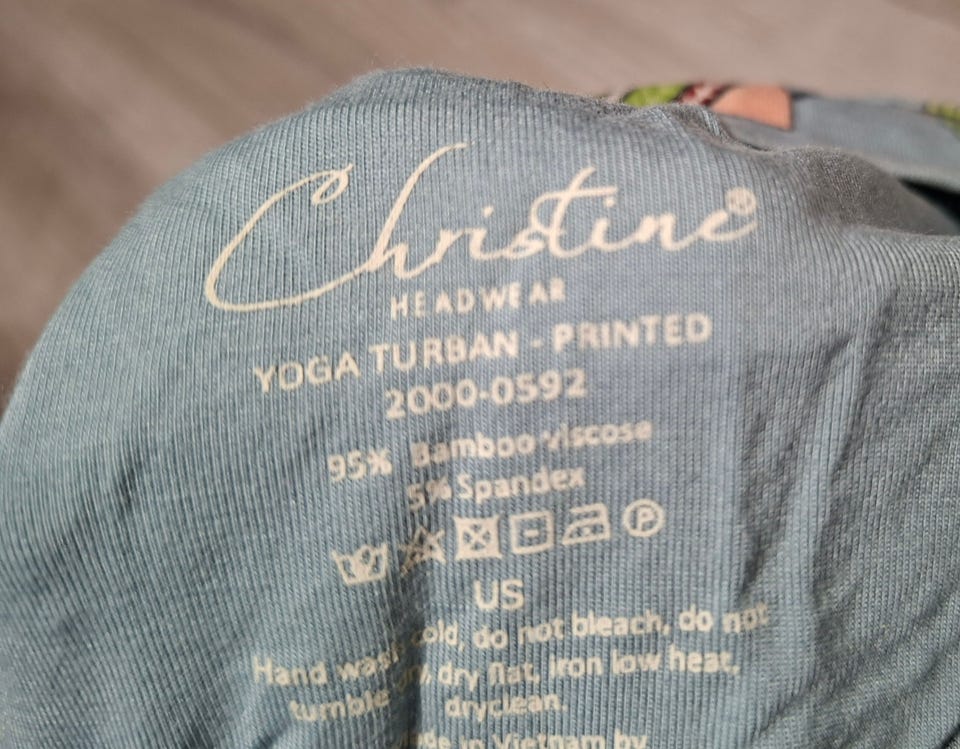 Christine®
HEADWEAR
YOGA TURBAN - PRINTED
2000-0592
95% Bamboo viscose
5% Spandex
P
US
Hand wash cold, do not bleach, do not
tumble dry, dry flat, iron low heat,
dryclean.
Made in Vietnam by